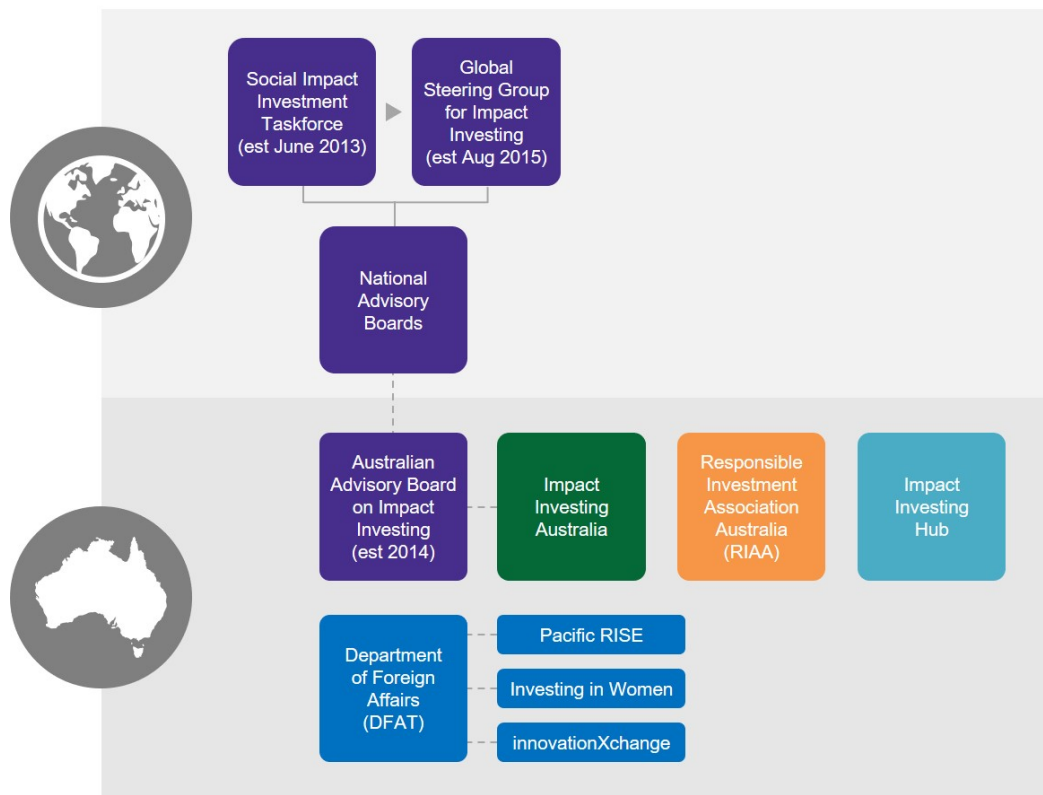 Social Impact
Investment
Taskforce
(est June 2013)
Global
Steering Group
for Impact
Investing
(est Aug 2015)
National
Advisory
Boards
Australian
Advisory Board
on Impact
Investing
(est 2014)
Impact
Investing
Australia
Responsible
Investment
Association
Australia
(RIAA)
Impact
Investing
Hub
Department
of Foreign
Affairs
(DFAT)
Pacific RISE
Investing in Women
innovationXchange